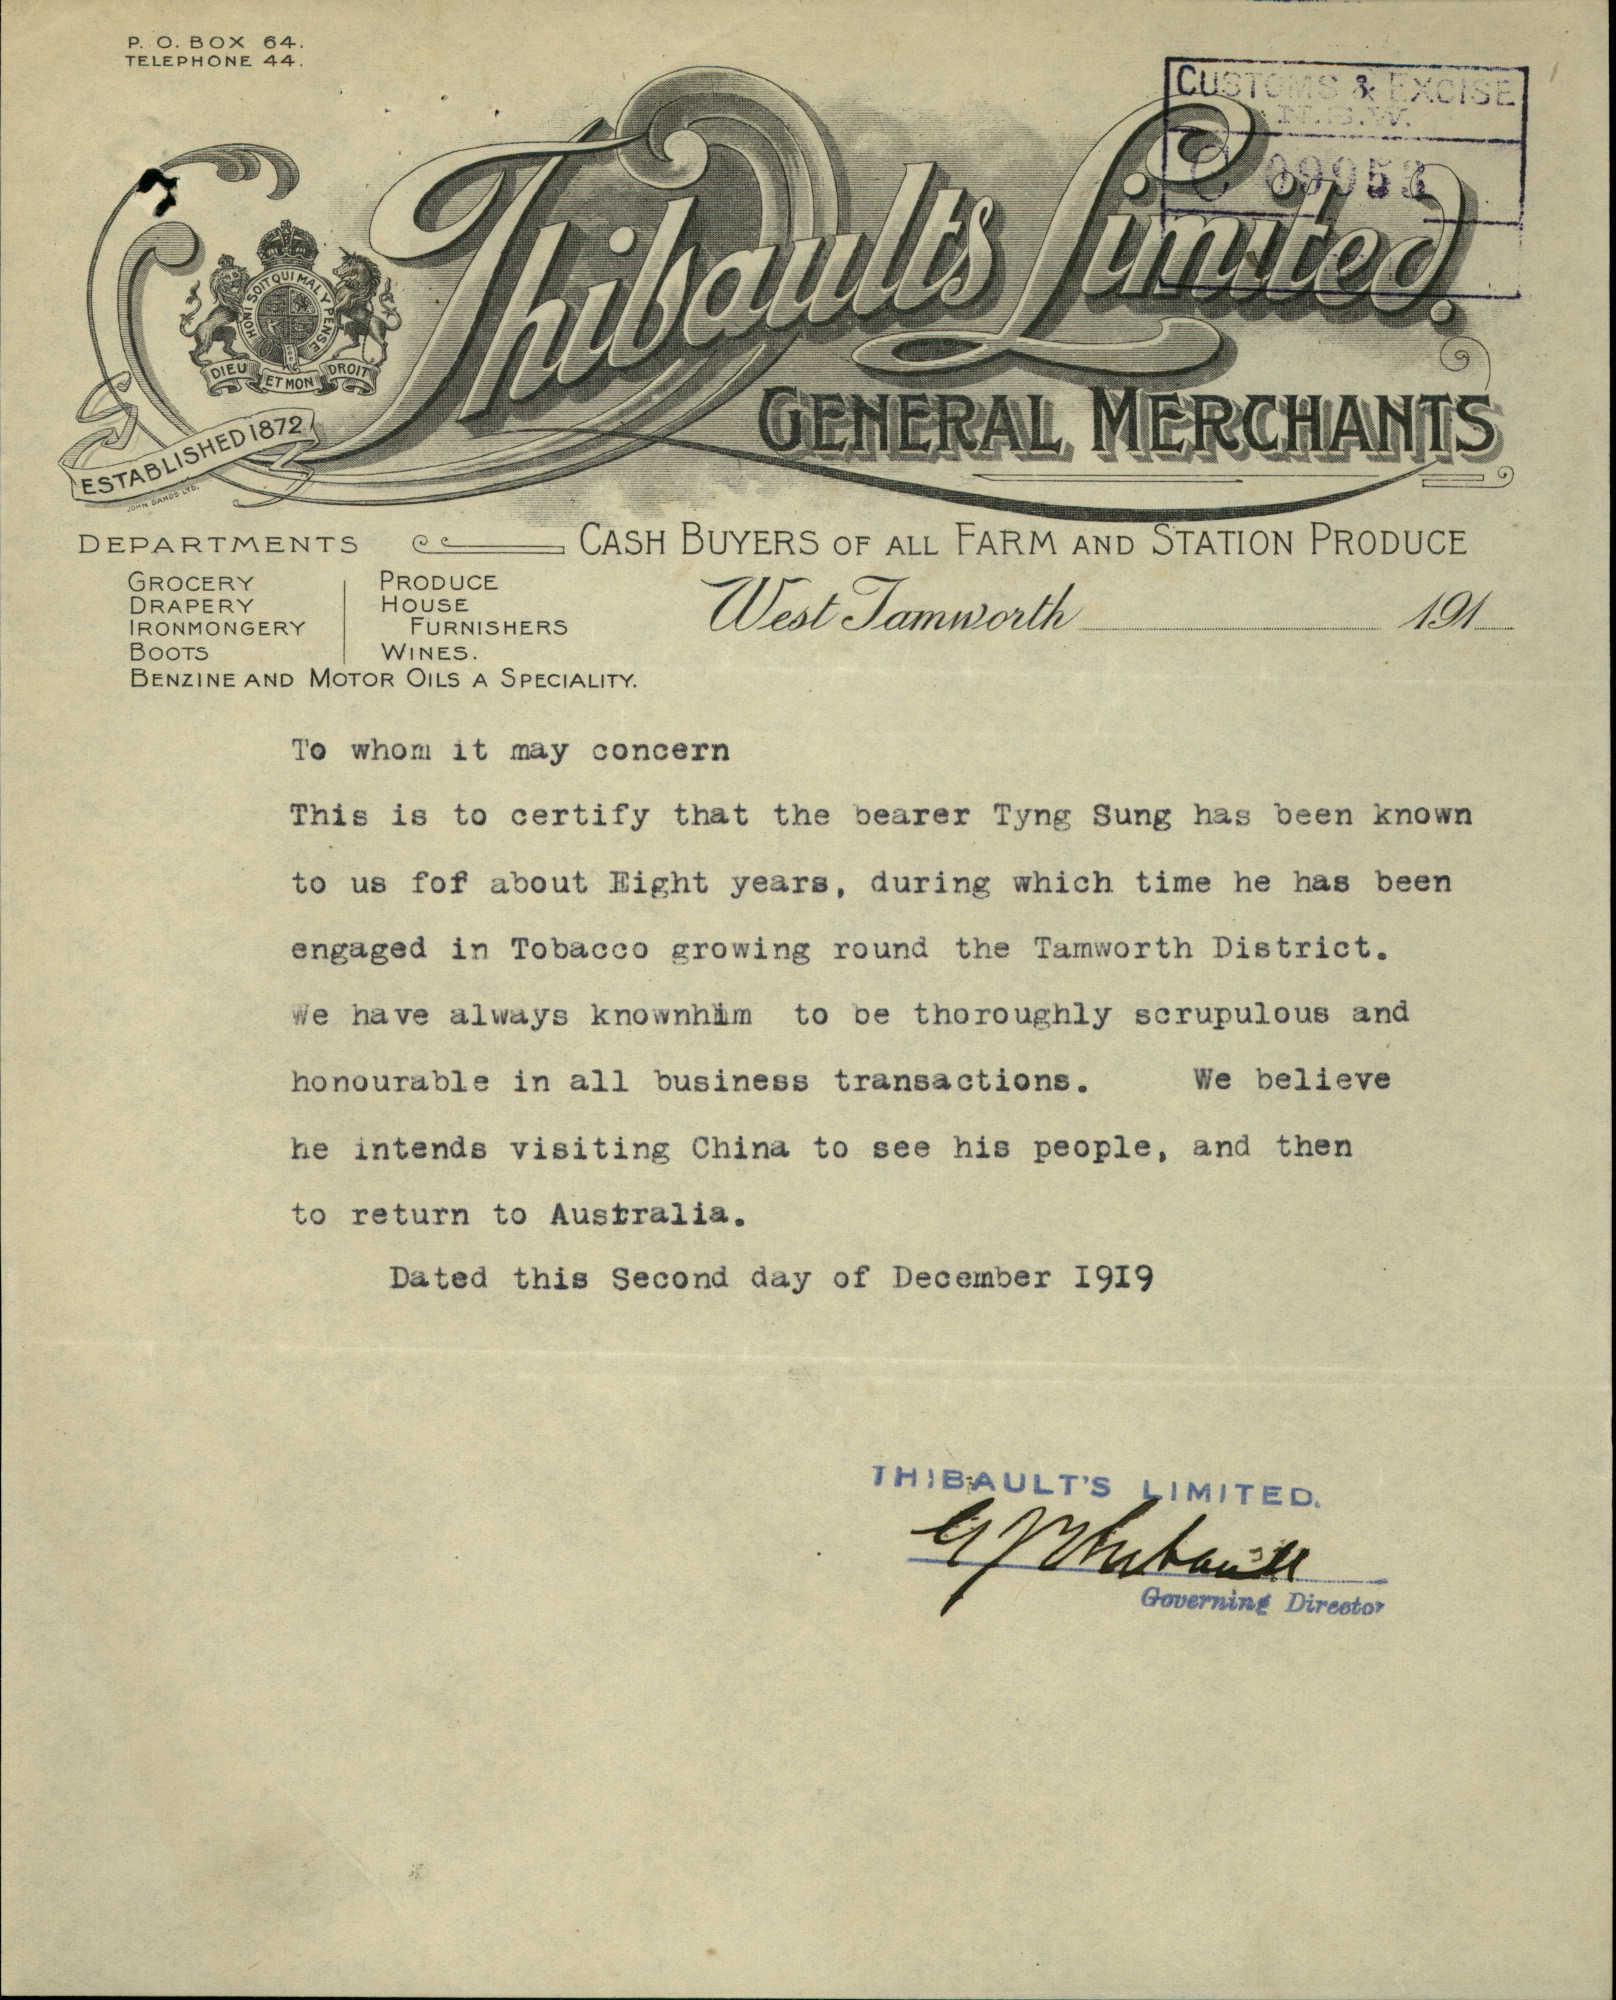 P. O. BOX 64.
TELEPHONE 44.
CUSTOMS & EXCISE
N.S.W.
C 09953
Thibaults Limited.
HONI SOIT QUI MAL Y PENSE
DIEU ET MON DROIT
GENERAL MERCHANTS
ESTABLISHED 1872
JOHN SANDS LTD.
DEPARTMENTS
CASH BUYERS OF ALL FARM AND STATION PRODUCE
GROCERY
DRAPERY
IRONMONGERY
BOOTS
PRODUCE
HOUSE
FURNISHERS
WINES.
BENZINE AND MOTOR OILS A SPECIALITY.
West Tamworth 191
To whom it may concern
This is to certify that the bearer Tyng Sung has been known
to us fof about Eight years, during which time he has been
engaged in Tobacco growing round the Tamworth District.
We have always knownhim to be thoroughly scrupulous and
honourable in all business transactions. We believe
he intends visiting China to see his people, and then
to return to Australia.
Dated this Second day of December I9I9
THIBAULT'S LIMITED.
Thibault
Governing Director